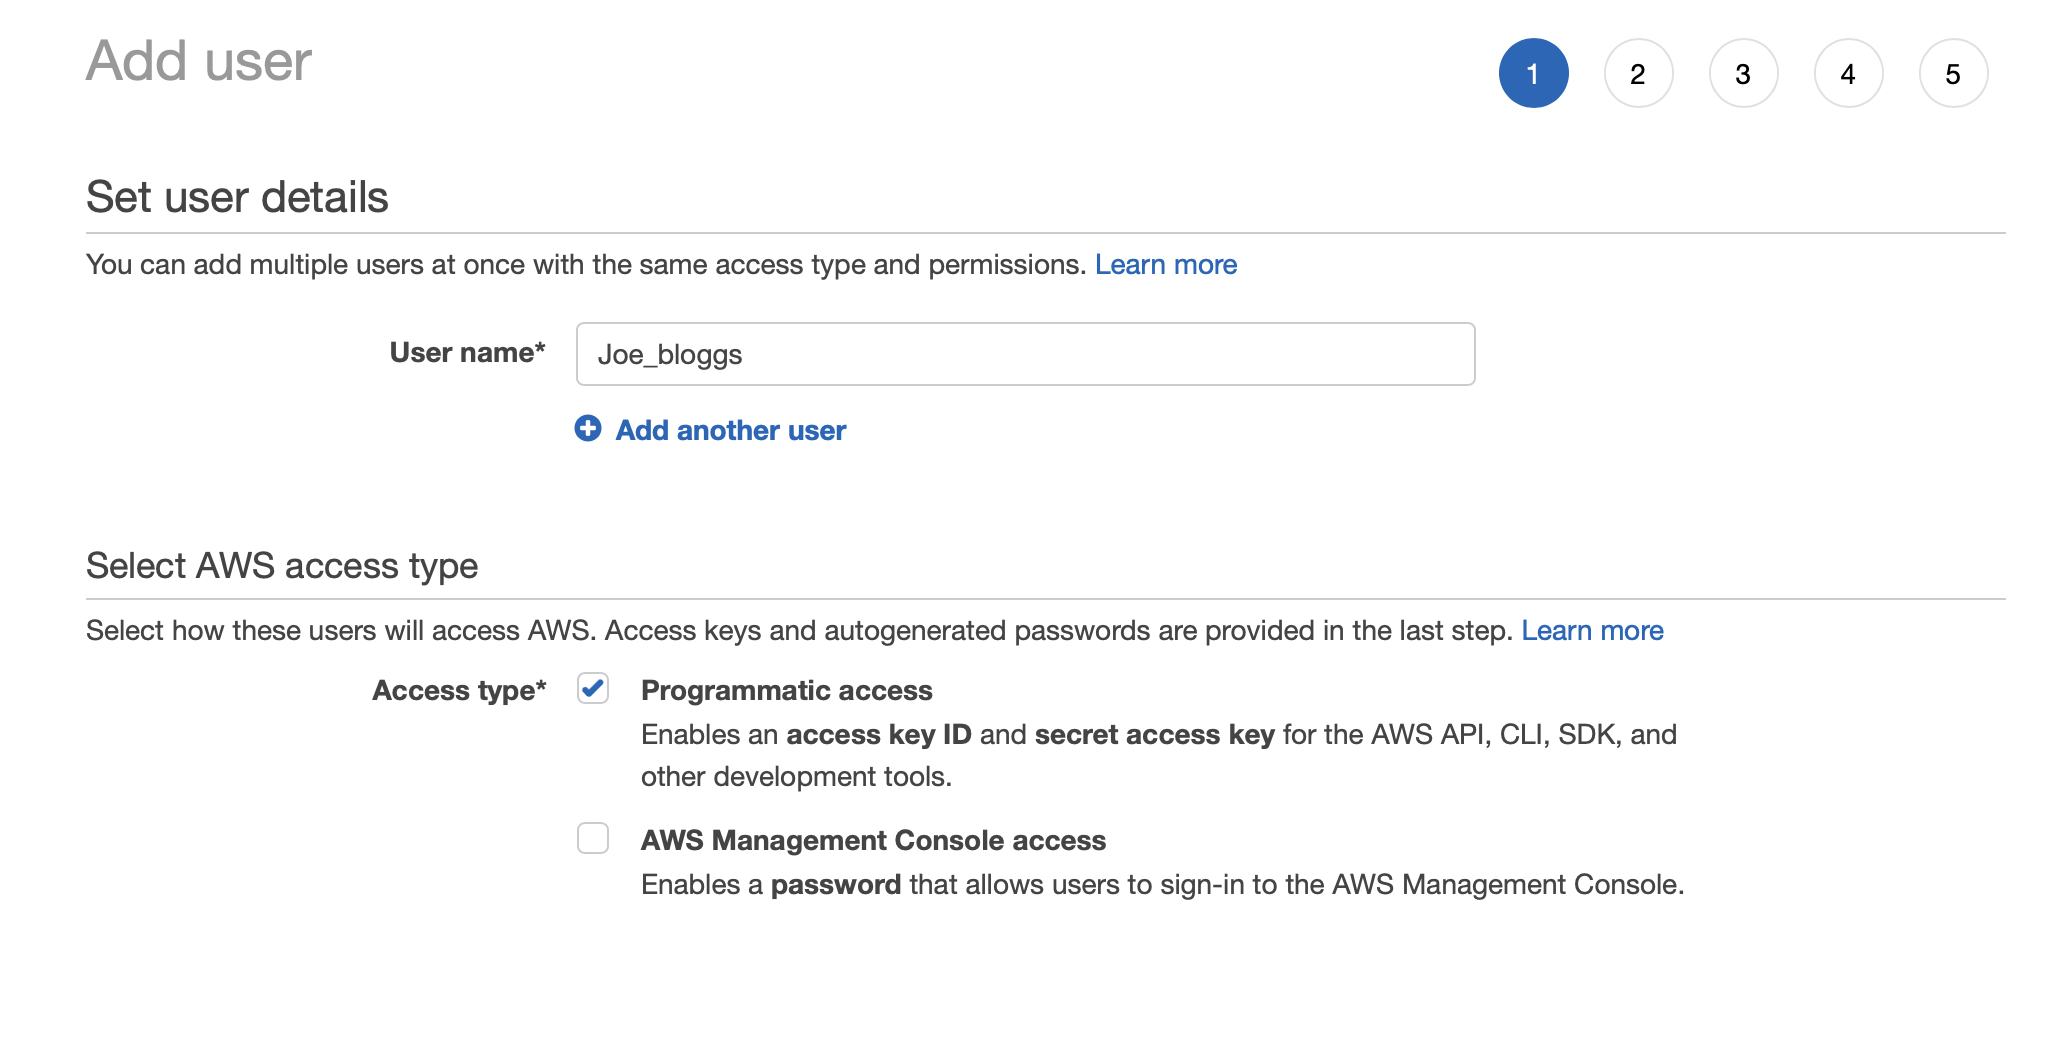 Add user
1 2 3 4 5
Set user details
You can add multiple users at once with the same access type and permissions. Learn more
User name* Joe_bloggs
Add another user
Select AWS access type
Select how these users will access AWS. Access keys and autogenerated passwords are provided in the last step. Learn more
Access type* Programmatic access
Enables an access key ID and secret access key for the AWS API, CLI, SDK, and
other development tools.
AWS Management Console access
Enables a password that allows users to sign-in to the AWS Management Console.